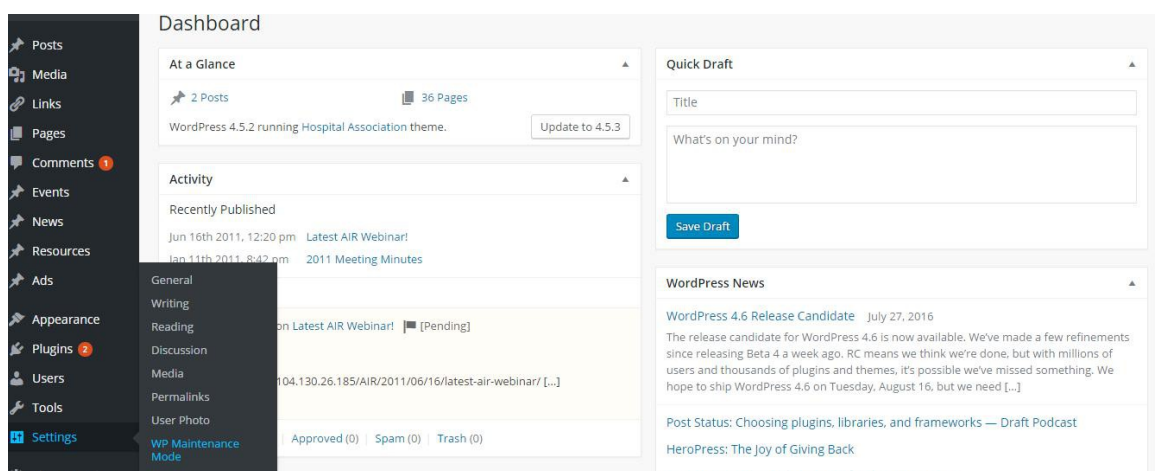 Dashboard
Posts
Media
Links
Pages
Comments 1
Events
News
Resources
Ads
Appearance
Plugins 2
Users
Tools
Settings
General
Writing
Reading
Discussion
Media
Permalinks
User Photo
WP Maintenance
Mode
At a Glance
2 Posts 36 Pages
WordPress 4.5.2 running Hospital Association theme. Update to 4.5.3
Activity
Recently Published
Jun 16th 2011, 12:20 pm Latest AIR Webinar!
Jan 11th 2011, 8:42 pm 2011 Meeting Minutes
on Latest AIR Webinar! [Pending]
104.130.26.185/AIR/2011/06/16/latest-air-webinar/ [...]
| Approved (0) | Spam (0) | Trash (0)
Quick Draft
Title
What's on your mind?
Save Draft
WordPress News
WordPress 4.6 Release Candidate July 27, 2016
The release candidate for WordPress 4.6 is now available. We've made a few refinements
since releasing Beta 4 a week ago. RC means we think we're done, but with millions of
users and thousands of plugins and themes, it's possible we've missed something. We
hope to ship WordPress 4.6 on Tuesday, August 16, but we need [...]
Post Status: Choosing plugins, libraries, and frameworks — Draft Podcast
HeroPress: The Joy of Giving Back